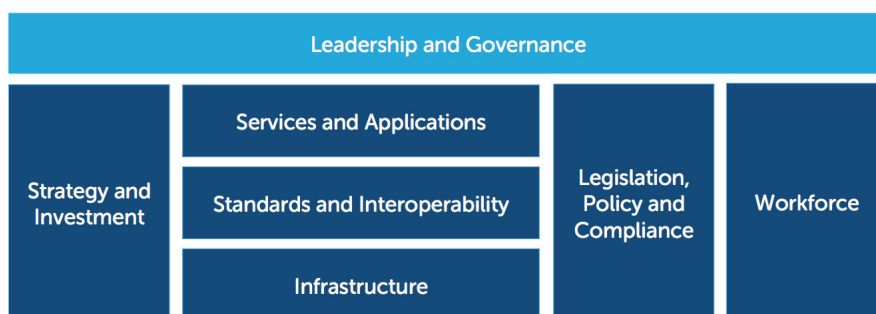 Leadership and Governance
Strategy and
Investment
Services and Applications
Standards and Interoperability
Infrastructure
Legislation,
Policy and
Compliance
Workforce